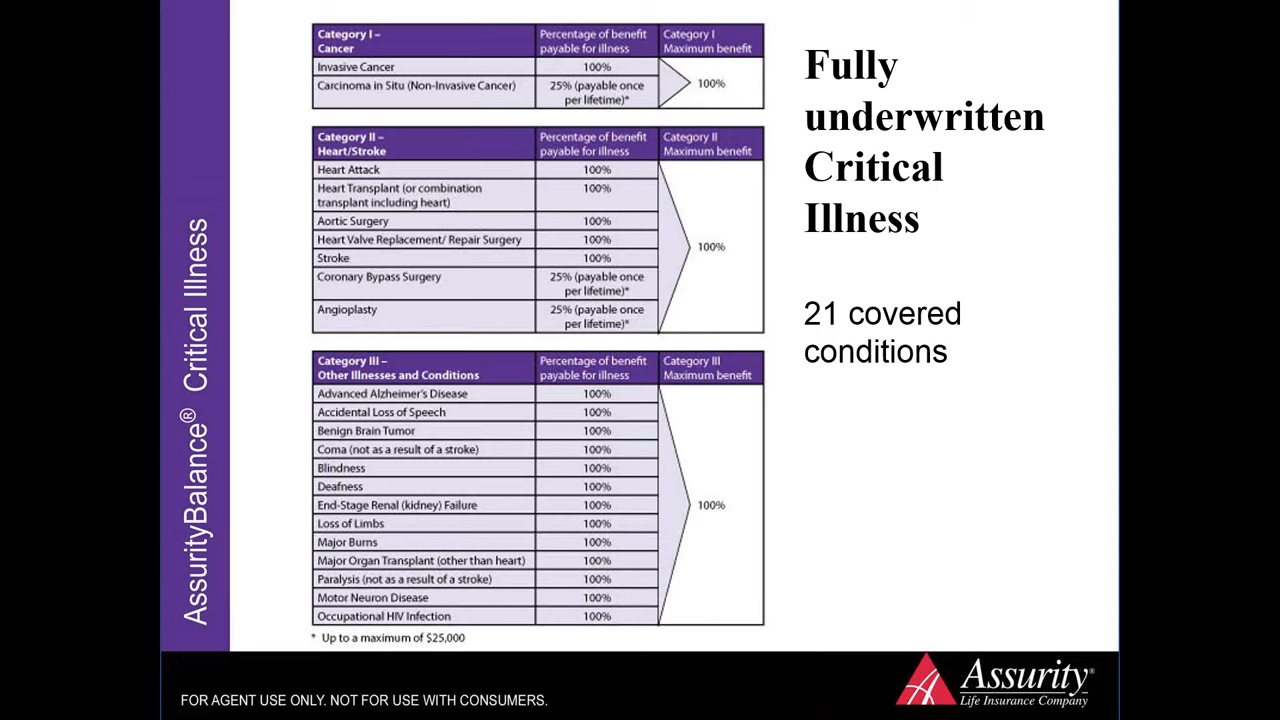 AssurityBalance® Critical Illness
Category I –
Cancer
Percentage of benefit
payable for illness
Category I
Maximum benefit
Invasive Cancer
100%
Carcinoma in Situ (Non-Invasive Cancer)
25% (payable once
per lifetime)*
100%
Category II –
Heart/Stroke
Percentage of benefit
payable for illness
Category II
Maximum benefit
Heart Attack
100%
Heart Transplant (or combination
transplant including heart)
100%
Aortic Surgery
100%
Heart Valve Replacement/ Repair Surgery
100%
Stroke
100%
Coronary Bypass Surgery
25% (payable once
per lifetime)*
Angioplasty
25% (payable once
per lifetime)*
100%
Category III –
Other Illnesses and Conditions
Percentage of benefit
payable for illness
Category III
Maximum benefit
Advanced Alzheimer's Disease
100%
Accidental Loss of Speech
100%
Benign Brain Tumor
100%
Coma (not as a result of a stroke)
100%
Blindness
100%
Deafness
100%
End-Stage Renal (kidney) Failure
100%
Loss of Limbs
100%
Major Burns
100%
Major Organ Transplant (other than heart)
100%
Paralysis (not as a result of a stroke)
100%
Motor Neuron Disease
100%
Occupational HIV Infection
100%
100%
* Up to a maximum of $25,000
Fully
underwritten
Critical
Illness
21 covered
conditions
FOR AGENT USE ONLY. NOT FOR USE WITH CONSUMERS.
Assurity®
Life Insurance Company